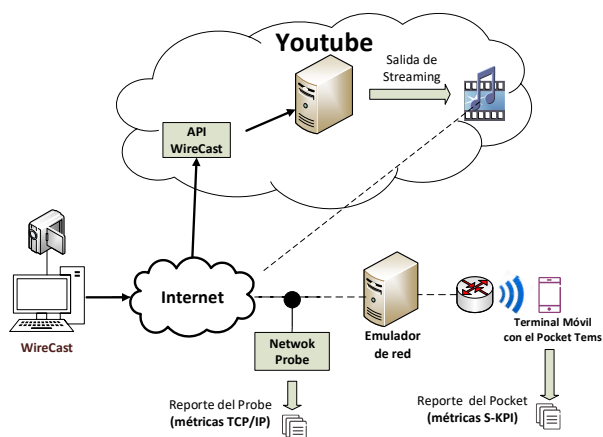 Youtube
Salida de
Streaming
API
WireCast
Internet
WireCast
Netwok
Probe
Emulador
de red
Terminal Móvil
con el Pocket Tems
Reporte del Probe
(métricas TCP/IP)
Reporte del Pocket
(métricas S-KPI)